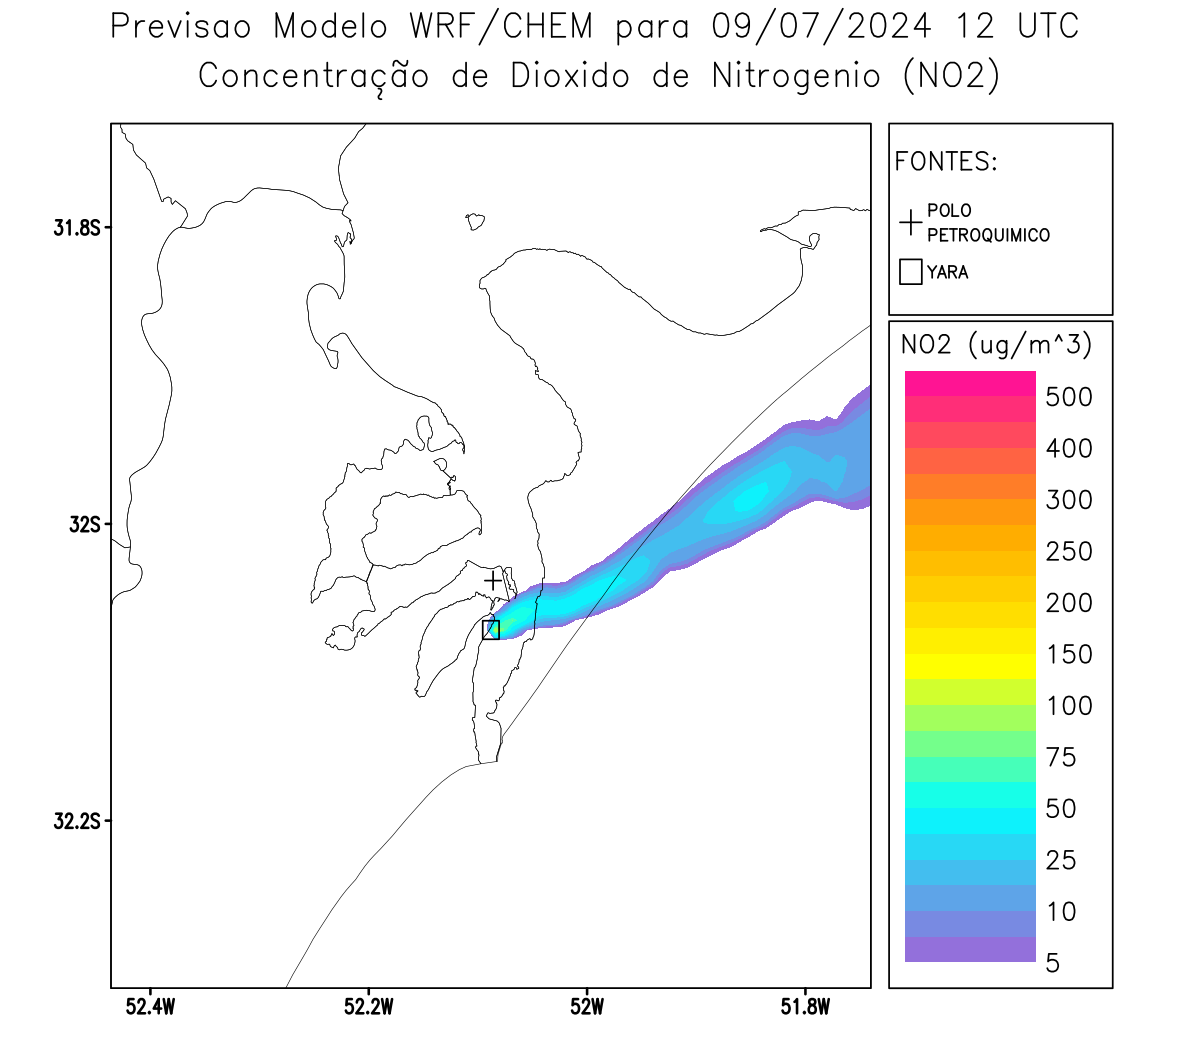 Previsao Modelo WRF/CHEM para 09/07/2024 12 UTC
Concentração de Dioxido de Nitrogenio (NO2)
FONTES:
POLO
PETROQUIMICO
YARA
NO2 (ug/m^3)
500
400
300
250
200
150
100
75
50
25
10
5
31.8S
32S
32.2S
52.4W
52.2W
52W
51.8W